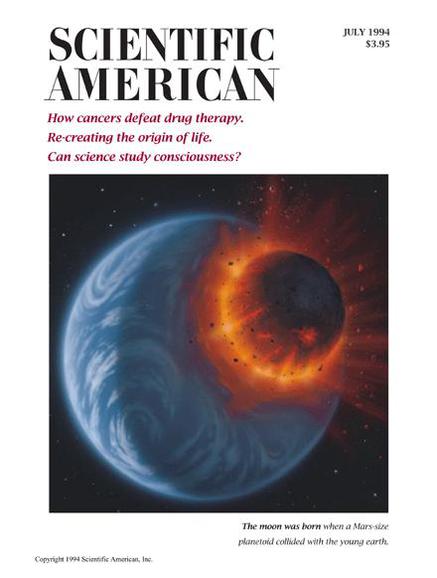 SCIENTIFIC
AMERICAN
JULY 1994
$3.95
How cancers defeat drug therapy.
Re-creating the origin of life.
Can science study consciousness?
The moon was born when a Mars-size
planetoid collided with the young earth.
Copyright 1994 Scientific American, Inc.